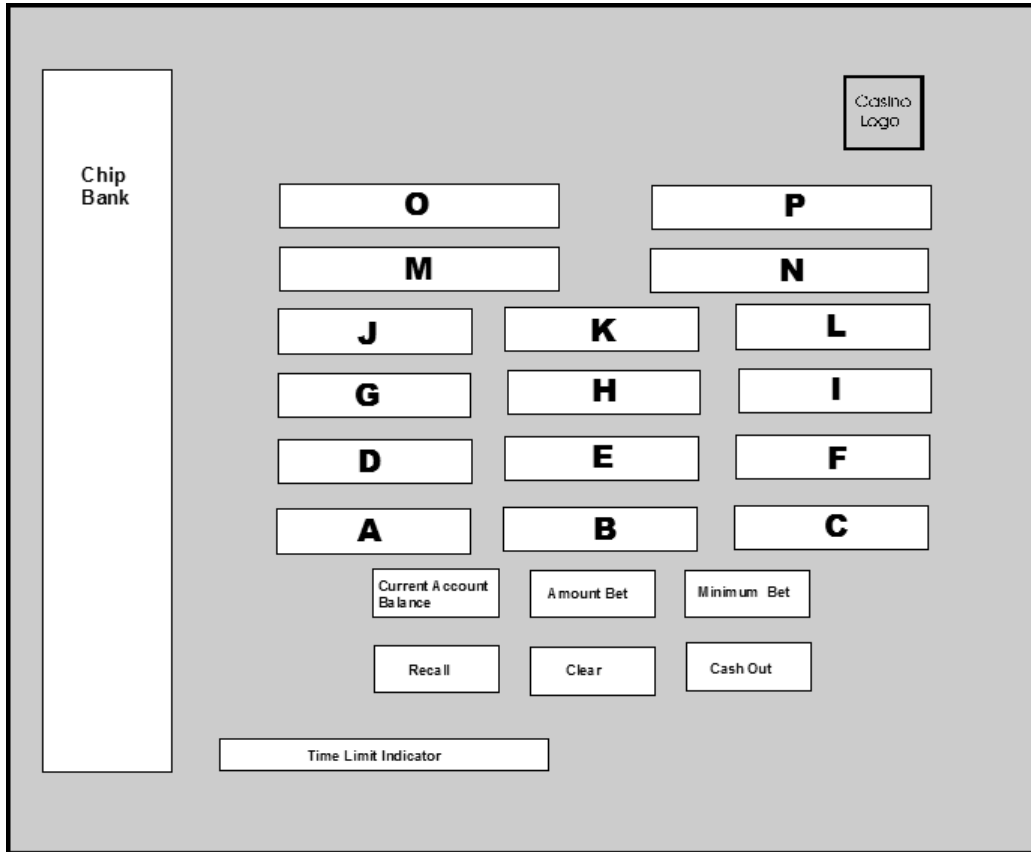 Casino
Logo
Chip
Bank
O
P
M
N
J
K
L
G
H
I
D
E
F
A
B
C
Current Account
Balance
Amount Bet
Minimum Bet
Recall
Clear
Cash Out
Time Limit Indicator